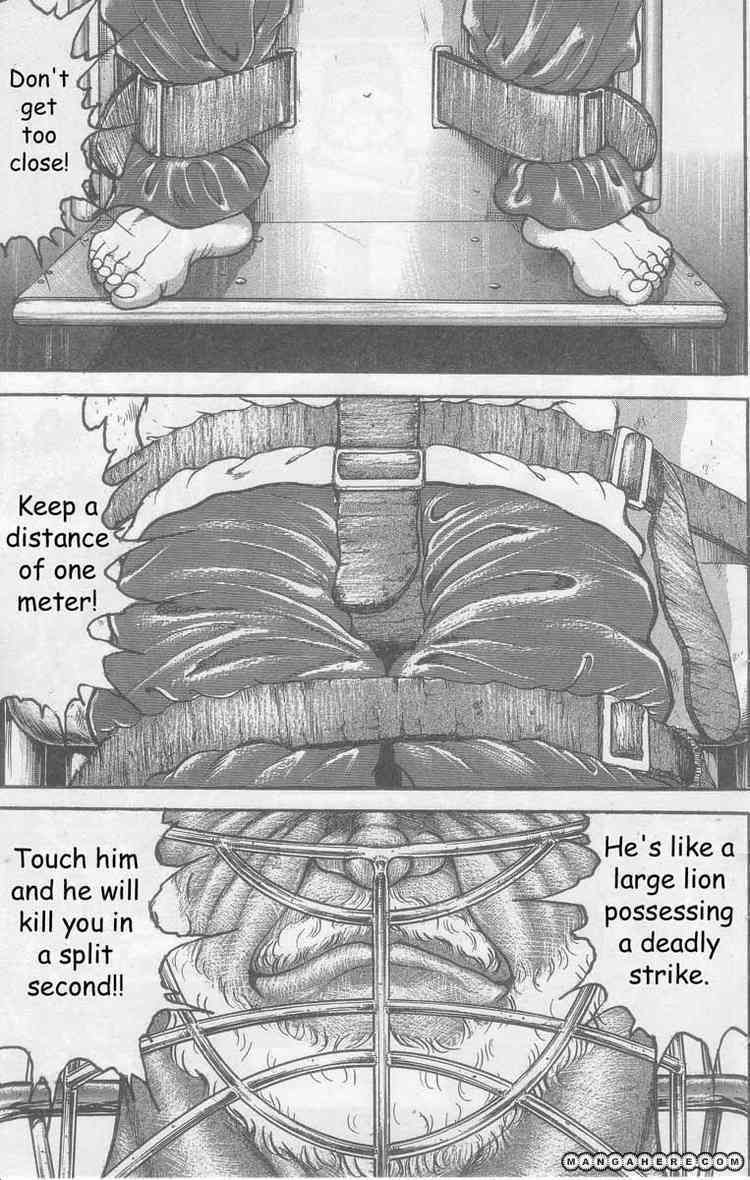 Don't
get
too
close!
Keep a
distance
of one
meter!
He's like a
large lion
possessing
a deadly
strike.
Touch him
and he will
kill you in
a split
second!!
MANGAHERE.COM